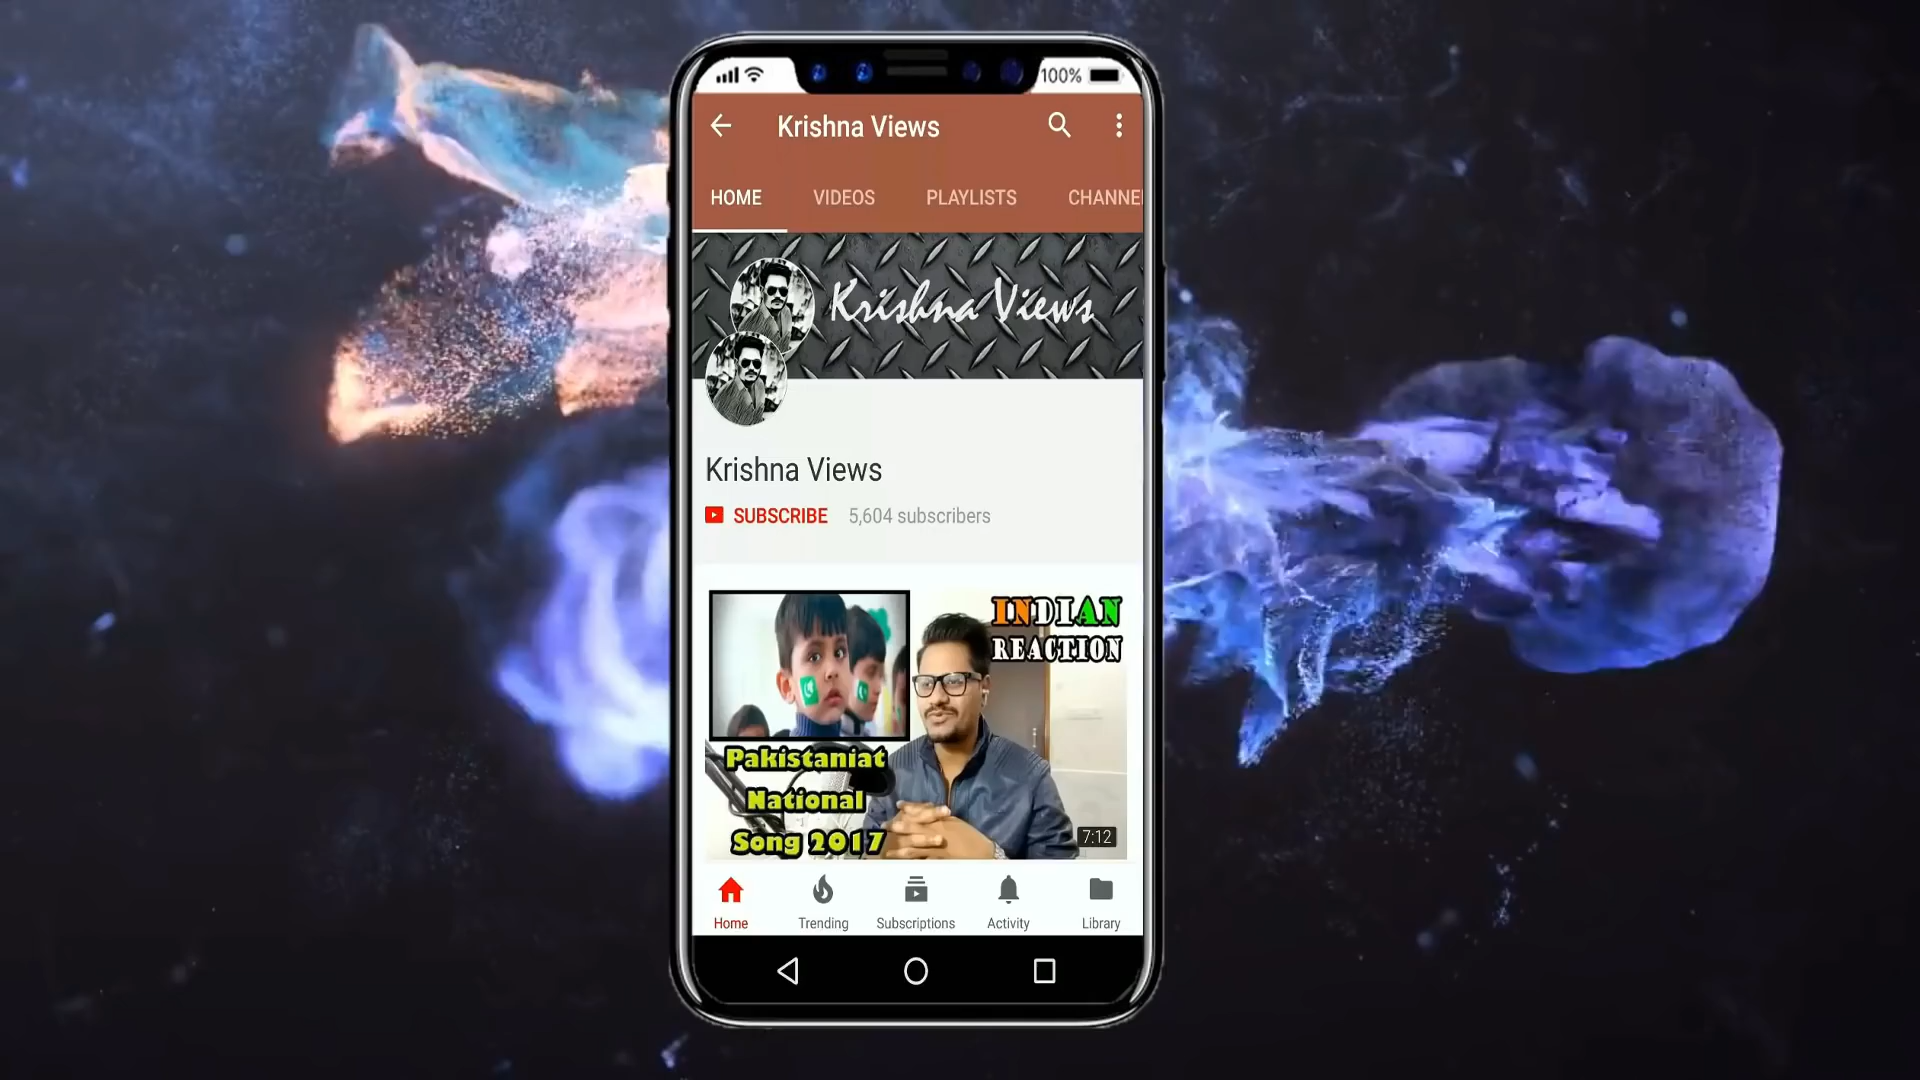 100%
Krishna Views
HOME VIDEOS PLAYLISTS CHANNE
Krishna Views
Krishna Views
SUBSCRIBE 5,604 subscribers
INDIAN
REACTION
Pakistaniat
National
Song 2017
7:12
Home Trending Subscriptions Activity Library